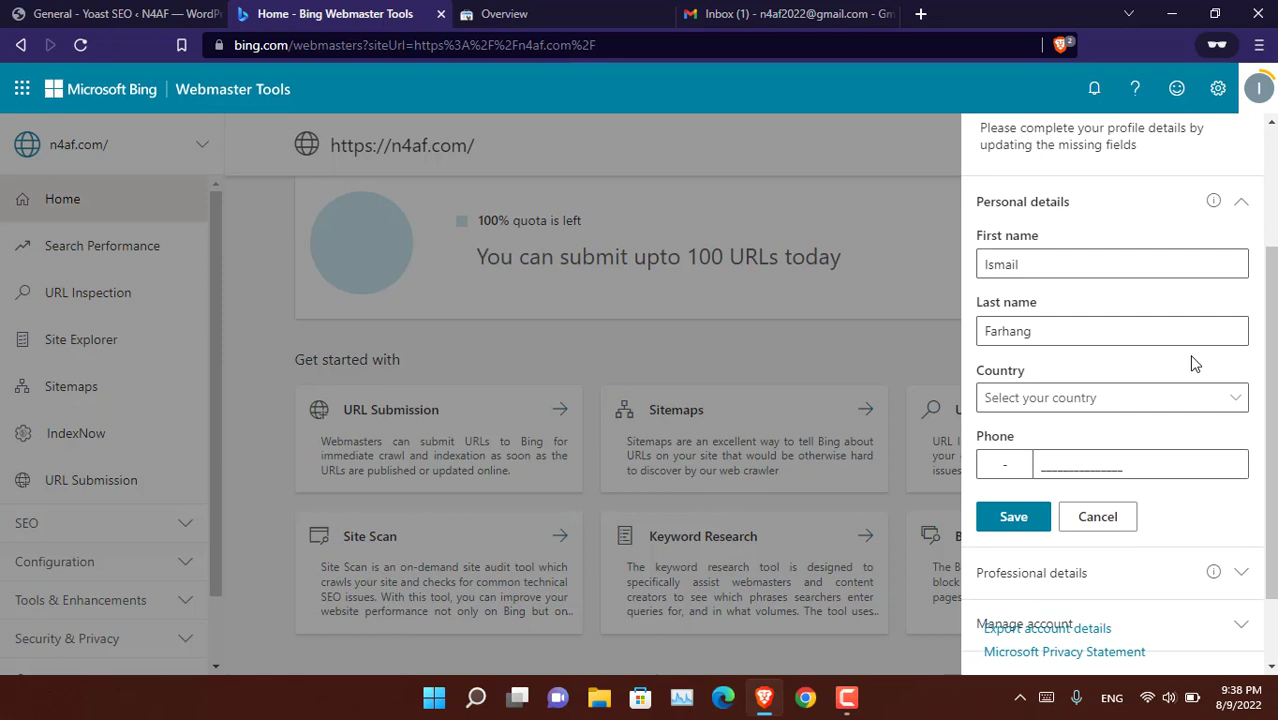 General - Yoast SEO ‹ N4AF — WordP
Home - Bing Webmaster Tools
Overview
Inbox (1) - n4af2022@gmail.com - Gm
bing.com/webmasters?siteUrl=https%3A%2F%2Fn4af.com%2F
2
Microsoft Bing
Webmaster Tools
I
n4af.com/
https://n4af.com/
Home
Search Performance
URL Inspection
Site Explorer
Sitemaps
IndexNow
URL Submission
SEO
Configuration
Tools & Enhancements
Security & Privacy
100% quota is left
You can submit upto 100 URLs today
Get started with
URL Submission
Webmasters can submit URLs to Bing for
immediate crawl and indexation as soon as the
URLs are published or updated online.
Sitemaps
Sitemaps are an excellent way to tell Bing about
URLs on your site that would be otherwise hard
to discover by our web crawler
U
URL I
webm
issues
Site Scan
Site Scan is an on-demand site audit tool which
crawls your site and checks for common technical
SEO issues. With this tool, you can improve your
website performance not only on Bing but on..
Keyword Research
The keyword research tool is designed to
specifically assist webmasters and content
creators to see which phrases searchers enter
queries for, and in what volumes. The tool uses..
B
The B
block
pages
Please complete your profile details by
updating the missing fields
Personal details
First name
Ismail
Last name
Farhang
Country
Select your country
Phone
- _______________
Save
Cancel
Professional details
Manage account
Export account details
Microsoft Privacy Statement
ENG
9:38 PM
8/9/2022